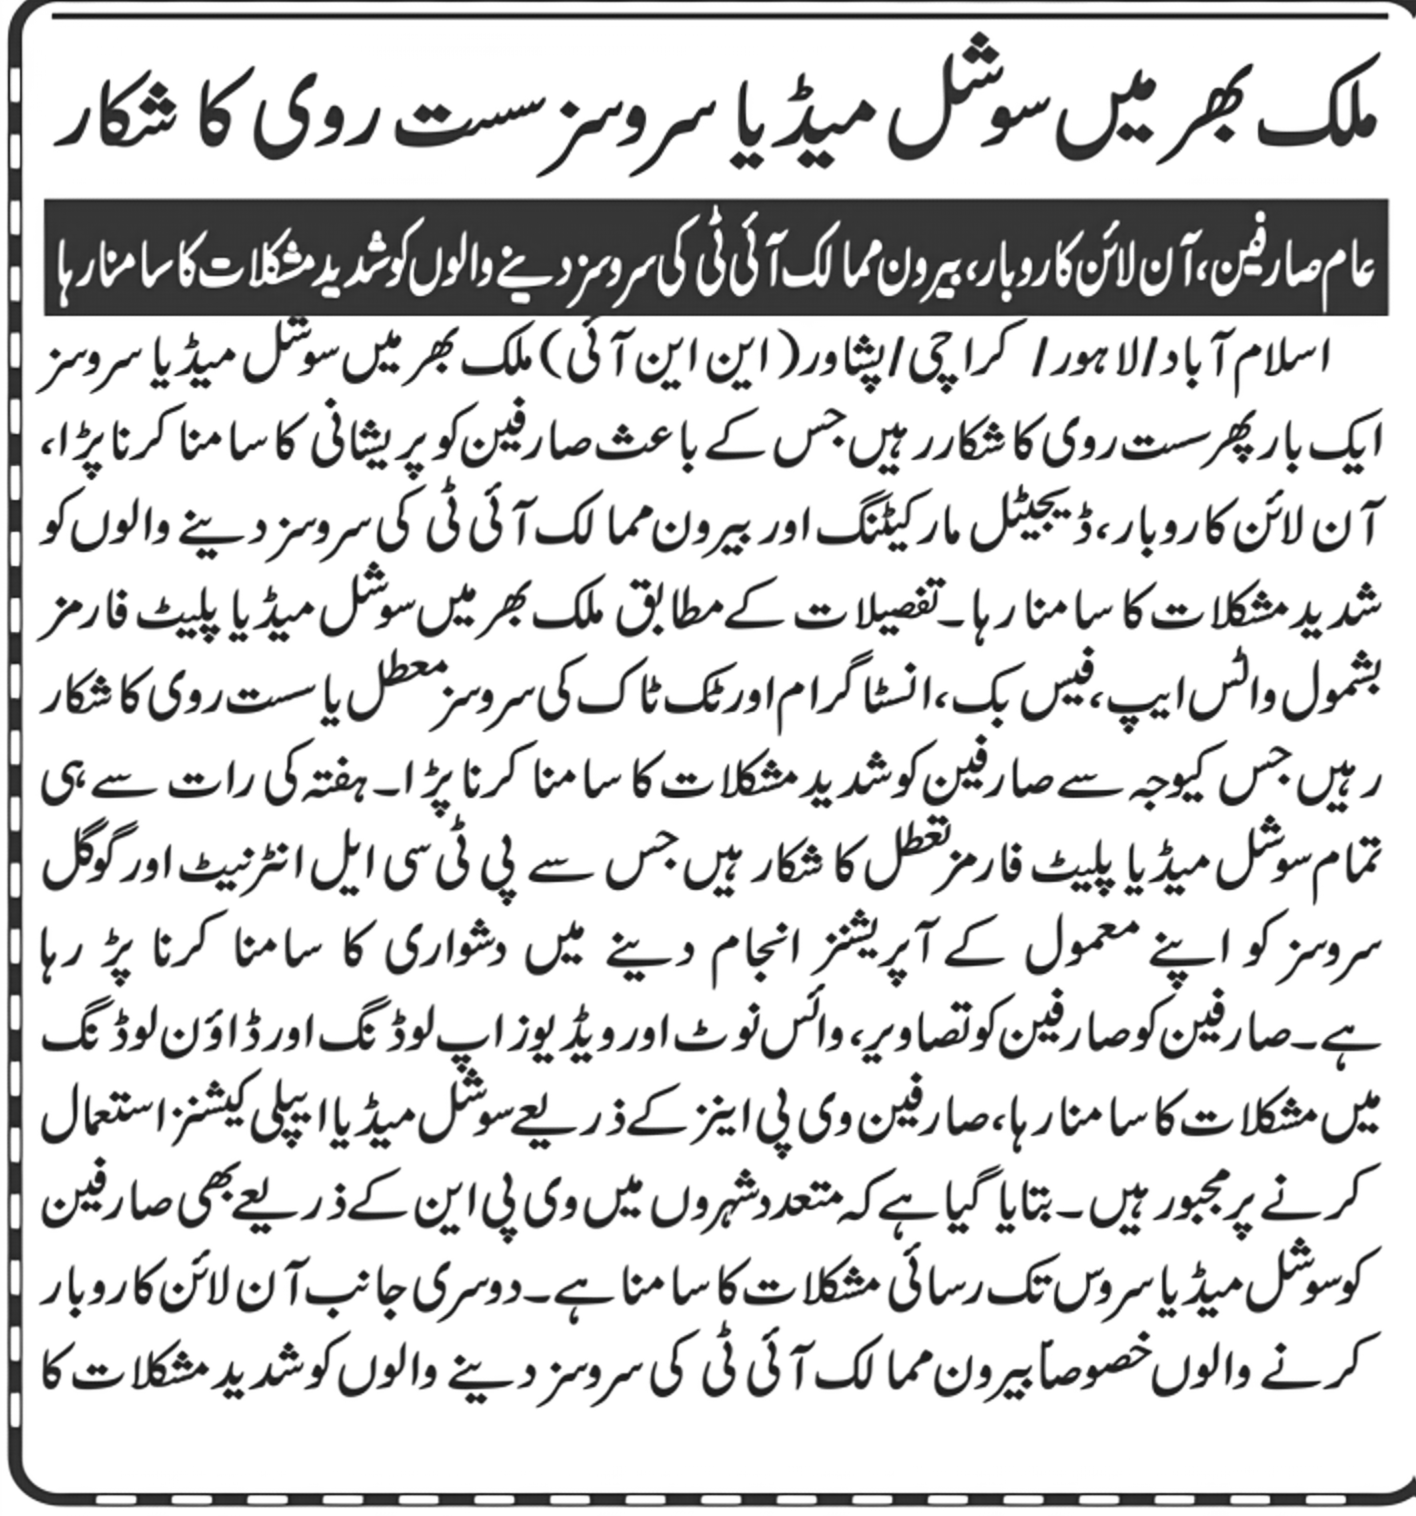 ملک بھر میں سوشل میڈیا سروسز سست روی کا شکار
عام صارفین، آن لائن کاروبار، بیرون ممالک آئی ٹی کی سروسز دینے والوں کو شدید مشکلات کا سامنا رہا
اسلام آباد/لاہور/ کراچی/پشاور( این این آئی) ملک بھر میں سوشل میڈیا سروسز
ایک بار پھر سست روی کا شکار رہیں جس کے باعث صارفین کو پریشانی کا سامنا کرنا پڑا،
آن لائن کاروبار، ڈیجیٹل مارکیٹنگ اور بیرون ممالک آئی ٹی کی سروسز دینے والوں کو
شدید مشکلات کا سامنا رہا۔ تفصیلات کے مطابق ملک بھر میں سوشل میڈیا پلیٹ فارمز
بشمول واٹس ایپ، فیس بک، انسٹا گرام اور ٹک ٹاک کی سروسز معطل یا سست روی کا شکار
رہیں جس کیوجہ سے صارفین کو شدید مشکلات کا سامنا کرنا پڑا۔ ہفتہ کی رات سے ہی
تمام سوشل میڈیا پلیٹ فارمز تعطل کا شکار ہیں جس سے پی ٹی سی ایل انٹرنیٹ اور گوگل
سروسز کو اپنے معمول کے آپریشنز انجام دینے میں دشواری کا سامنا کرنا پڑ رہا
ہے۔ صارفین کو صارفین کو تصاویر، وائس نوٹ اور ویڈیوز اپ لوڈنگ اور ڈاؤن لوڈنگ
میں مشکلات کا سامنا رہا، صارفین وی پی اینز کے ذریعے سوشل میڈیا ایپلی کیشنز استعمال
کرنے پر مجبور ہیں۔ بتایا گیا ہے کہ متعدد شہروں میں وی پی این کے ذریعے بھی صارفین
کو سوشل میڈیا سروس تک رسائی مشکلات کا سامنا ہے۔ دوسری جانب آن لائن کاروبار
کرنے والوں خصوصاً بیرون ممالک آئی ٹی کی سروسز دینے والوں کو شدید مشکلات کا